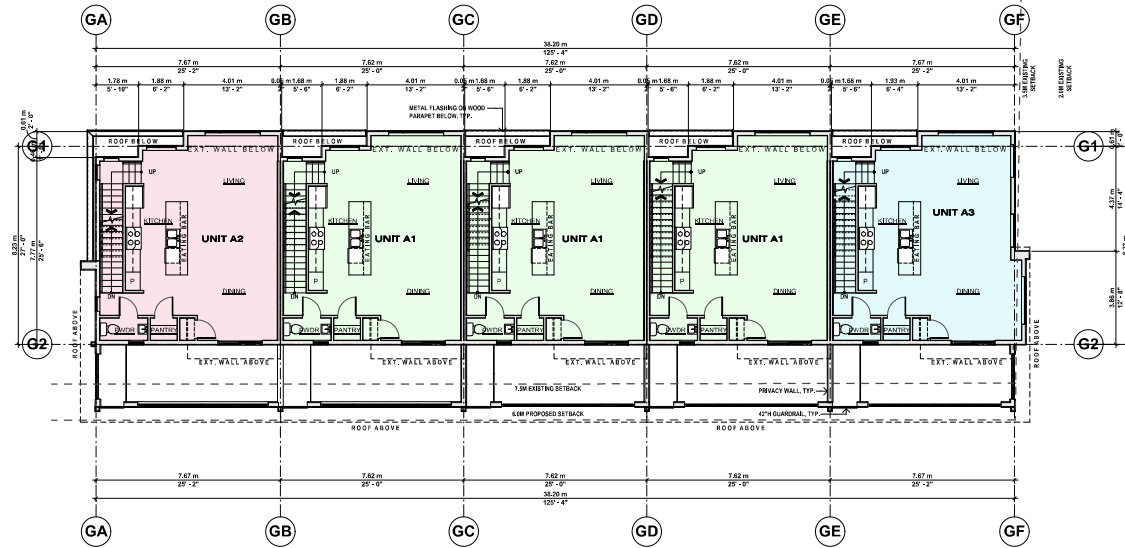 GA GB GC GD GE GF
38.20 m
125' - 4"
7.67 m 7.62 m 7.62 m 7.62 m 7.67 m
25' - 2" 25' - 0" 25' - 0" 25' - 0" 25' - 2"
1.78 m 1.88 m 4.01 m 1.68 m 1.88 m 4.01 m 1.68 m 1.88 m 4.01 m 1.68 m 1.88 m 4.01 m 1.68 m 1.93 m 4.01 m
5' - 10" 6' - 2" 13' - 2" 5' - 6" 6' - 2" 13' - 2" 5' - 6" 6' - 2" 13' - 2" 5' - 6" 6' - 2" 13' - 2" 5' - 6" 6' - 4" 13' - 2"
3.5M EXISTING
SETBACK
2.0M EXISTING
SETBACK
METAL FLASHING ON WOOD
PARAPET BELOW, TYP.
0.61 m
2' - 0"
0.61 m
2' - 0"
ROOF BELOW ROOF BELOW ROOF BELOW ROOF BELOW ROOF BELOW
G1 G1
EXT. WALL BELOW EXT. WALL BELOW EXT. WALL BELOW EXT. WALL BELOW EXT. WALL BELOW
UP UP UP UP UP
LIVING LIVING LIVING LIVING LIVING
4.37 m
14' - 4"
KITCHEN KITCHEN KITCHEN KITCHEN KITCHEN
EATING BAR EATING BAR EATING BAR EATING BAR EATING BAR
UNIT A2 UNIT A1 UNIT A1 UNIT A1 UNIT A3
8.23 m
27' - 0"
7.77 m
25' - 6"
P P P P P
DINING DINING DINING DINING DINING
DN DN DN DN DN
3.86 m
12' - 8"
PWDR PANTRY PWDR PANTRY PWDR PANTRY PWDR PANTRY PWDR PANTRY
G2 G2
ROOF ABOVE
ROOF ABOVE
EXT. WALL ABOVE EXT. WALL ABOVE EXT. WALL ABOVE EXT. WALL ABOVE EXT. WALL ABOVE
7.5M EXISTING SETBACK
PRIVACY WALL, TYP.
6.0M PROPOSED SETBACK
42"H GUARDRAIL, TYP.
ROOF ABOVE ROOF ABOVE
7.67 m 7.62 m 7.62 m 7.62 m 7.67 m
25' - 2" 25' - 0" 25' - 0" 25' - 0" 25' - 2"
38.20 m
125' - 4"
GA GB GC GD GE GF